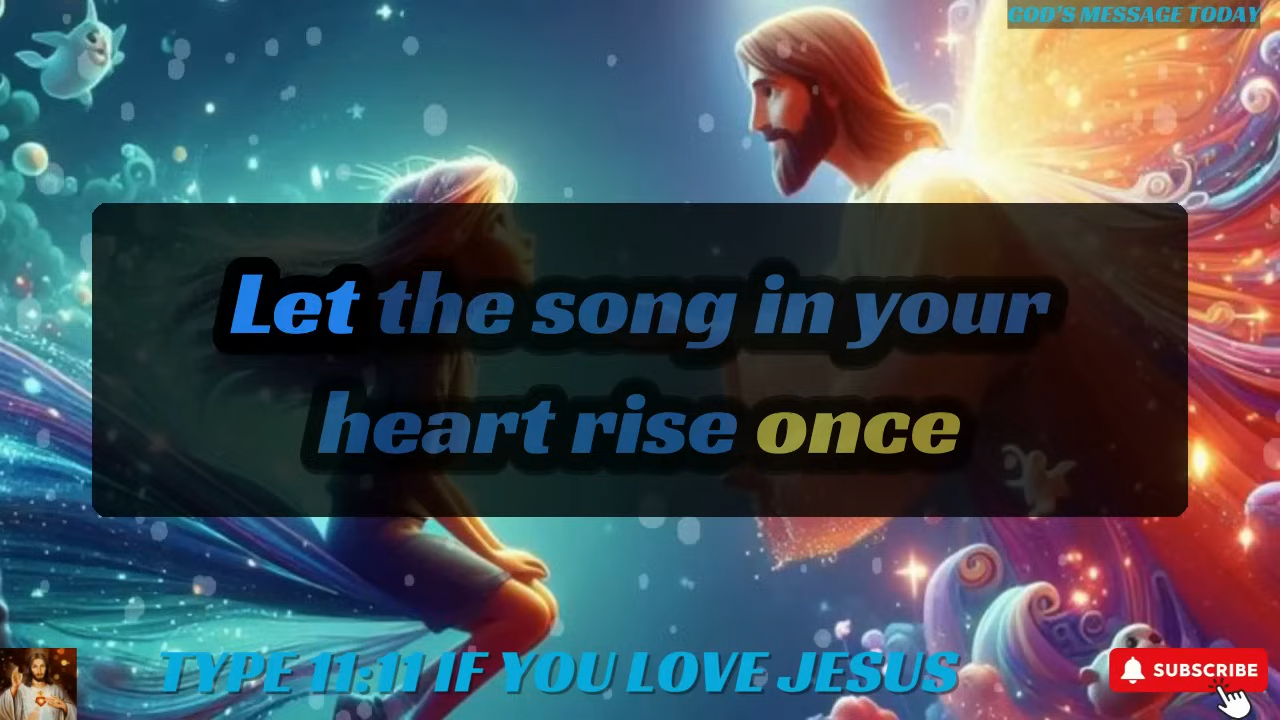 GOD'S MESSAGE TODAY
Let the song in your
heart rise once
TYPE 11:11 IF YOU LOVE JESUS
SUBSCRIBE